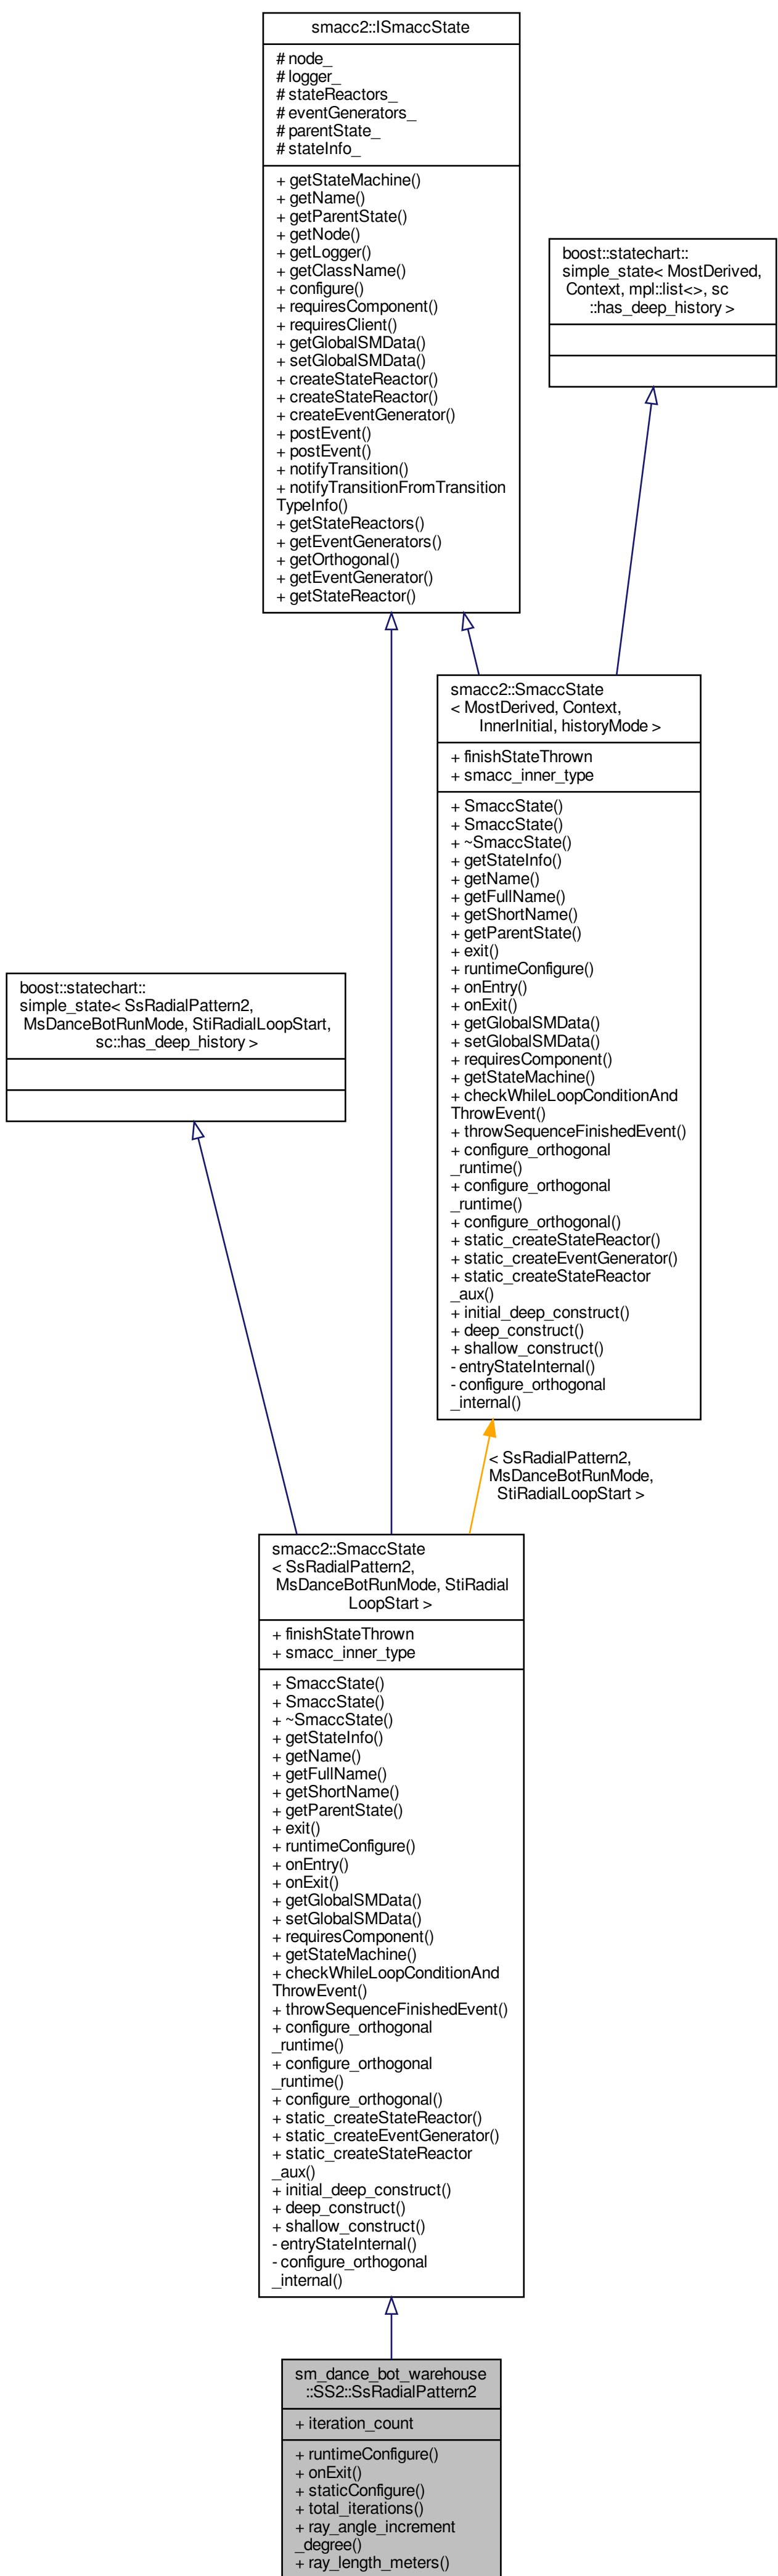 smacc2::ISmaccState
# node_
# logger_
# stateReactors_
# eventGenerators_
# parentState_
# stateInfo_
+ getStateMachine()
+ getName()
+ getParentState()
+ getNode()
+ getLogger()
+ getClassName()
+ configure()
+ requiresComponent()
+ requiresClient()
+ getGlobalSMData()
+ setGlobalSMData()
+ createStateReactor()
+ createStateReactor()
+ createEventGenerator()
+ postEvent()
+ postEvent()
+ notifyTransition()
+ notifyTransitionFromTransition
TypeInfo()
+ getStateReactors()
+ getEventGenerators()
+ getOrthogonal()
+ getEventGenerator()
+ getStateReactor()
boost::statechart::
simple_state< MostDerived,
Context, mpl::list<>, sc
::has_deep_history >
smacc2::SmaccState
< MostDerived, Context,
InnerInitial, historyMode >
+ finishStateThrown
+ smacc_inner_type
+ SmaccState()
+ SmaccState()
+ ~SmaccState()
+ getStateInfo()
+ getName()
+ getFullName()
+ getShortName()
+ getParentState()
+ exit()
+ runtimeConfigure()
+ onEntry()
+ onExit()
+ getGlobalSMData()
+ setGlobalSMData()
+ requiresComponent()
+ getStateMachine()
+ checkWhileLoopConditionAnd
ThrowEvent()
+ throwSequenceFinishedEvent()
+ configure_orthogonal
_runtime()
+ configure_orthogonal
_runtime()
+ configure_orthogonal()
+ static_createStateReactor()
+ static_createEventGenerator()
+ static_createStateReactor
_aux()
+ initial_deep_construct()
+ deep_construct()
+ shallow_construct()
- entryStateInternal()
- configure_orthogonal
_internal()
boost::statechart::
simple_state< SsRadialPattern2,
MsDanceBotRunMode, StiRadialLoopStart,
sc::has_deep_history >
< SsRadialPattern2,
MsDanceBotRunMode,
StiRadialLoopStart >
smacc2::SmaccState
< SsRadialPattern2,
MsDanceBotRunMode, StiRadial
LoopStart >
+ finishStateThrown
+ smacc_inner_type
+ SmaccState()
+ SmaccState()
+ ~SmaccState()
+ getStateInfo()
+ getName()
+ getFullName()
+ getShortName()
+ getParentState()
+ exit()
+ runtimeConfigure()
+ onEntry()
+ onExit()
+ getGlobalSMData()
+ setGlobalSMData()
+ requiresComponent()
+ getStateMachine()
+ checkWhileLoopConditionAnd
ThrowEvent()
+ throwSequenceFinishedEvent()
+ configure_orthogonal
_runtime()
+ configure_orthogonal
_runtime()
+ configure_orthogonal()
+ static_createStateReactor()
+ static_createEventGenerator()
+ static_createStateReactor
_aux()
+ initial_deep_construct()
+ deep_construct()
+ shallow_construct()
- entryStateInternal()
- configure_orthogonal
_internal()
sm_dance_bot_warehouse
::SS2::SsRadialPattern2
+ iteration_count
+ runtimeConfigure()
+ onExit()
+ staticConfigure()
+ total_iterations()
+ ray_angle_increment
_degree()
+ ray_length_meters()